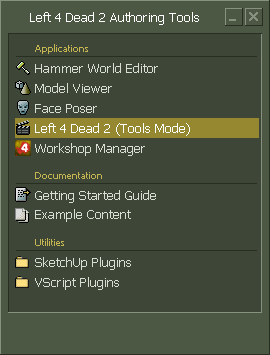 Left 4 Dead 2 Authoring Tools
Applications
Hammer World Editor
Model Viewer
Face Poser
Left 4 Dead 2 (Tools Mode)
4 Workshop Manager
Documentation
Getting Started Guide
Example Content
Utilities
SketchUp Plugins
VScript Plugins